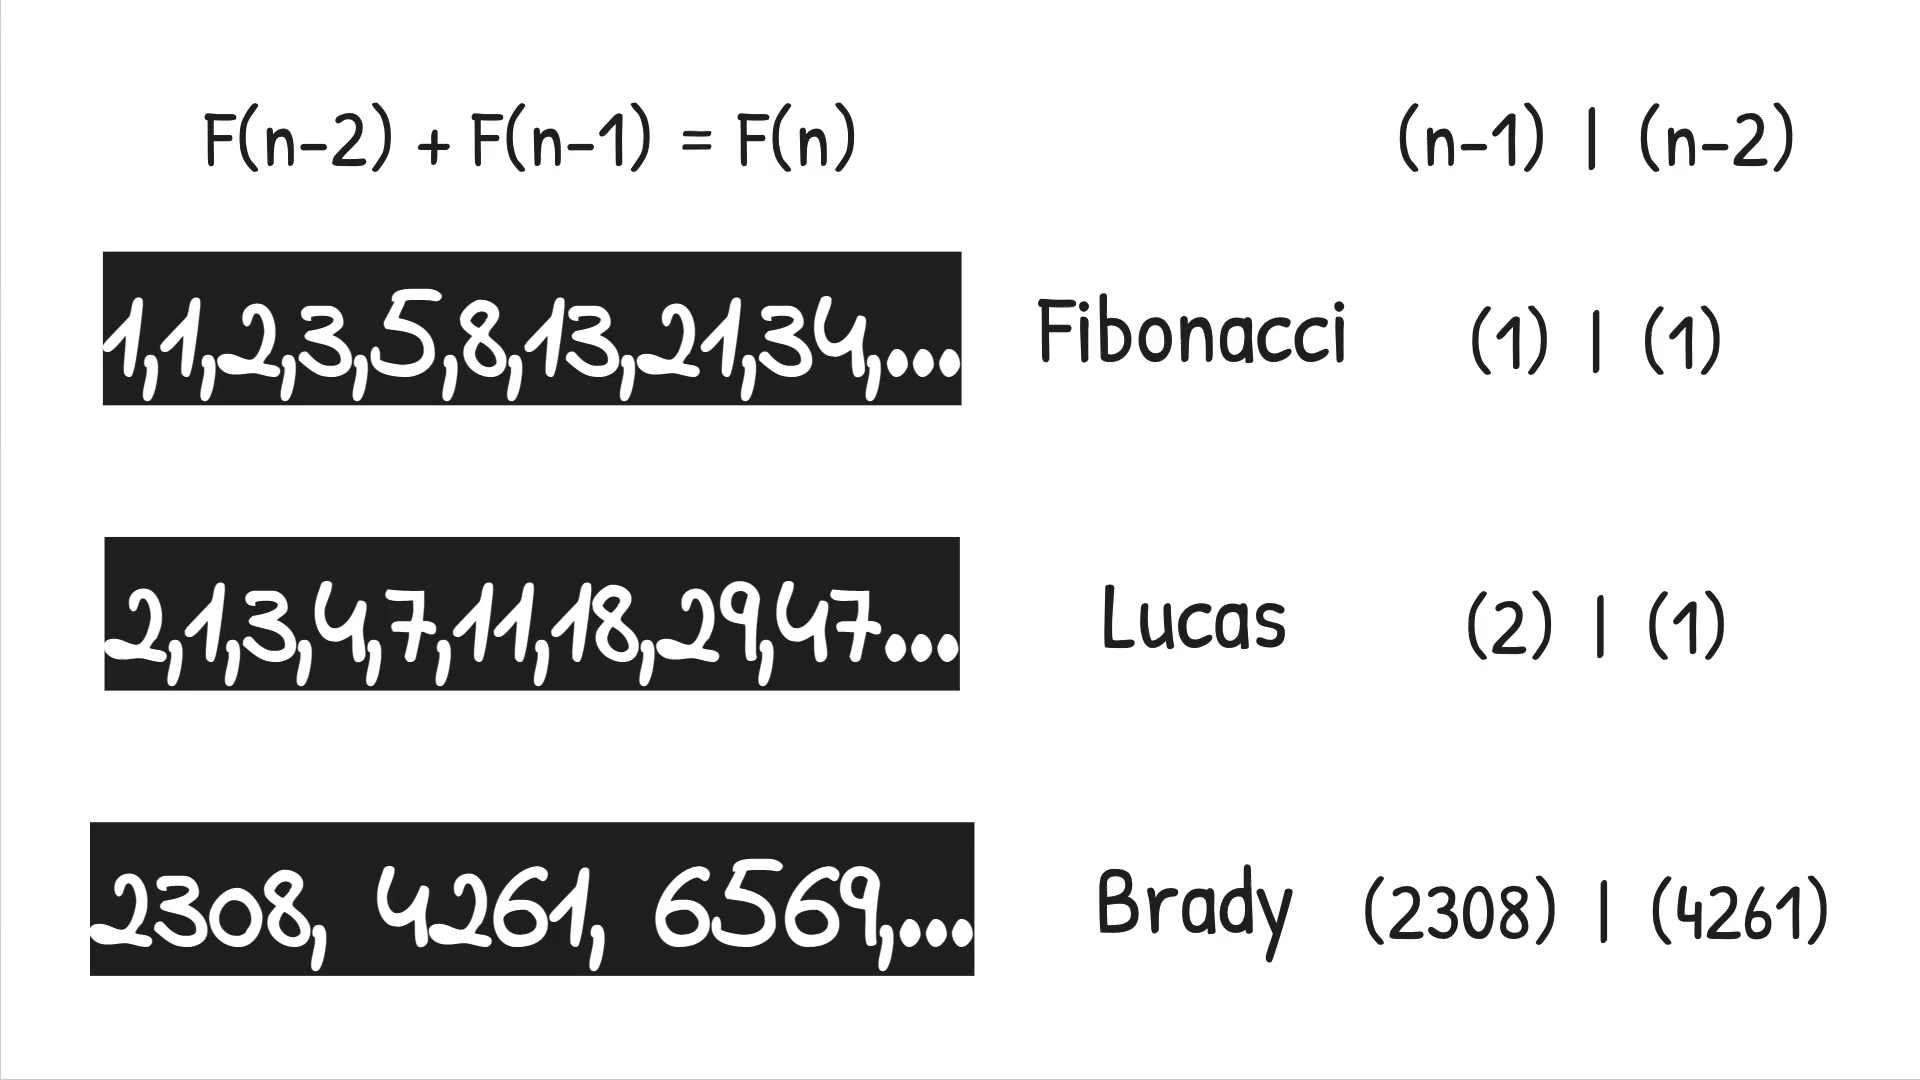 F(n-2) + F(n-1) = F(n)
(n-1) | (n-2)
1,1,2,3,5,8,13,21,34,...
Fibonacci
(1) | (1)
2,1,3,4,7,11,18,29,47...
Lucas
(2) | (1)
2308, 4261, 6569,...
Brady
(2308) | (4261)